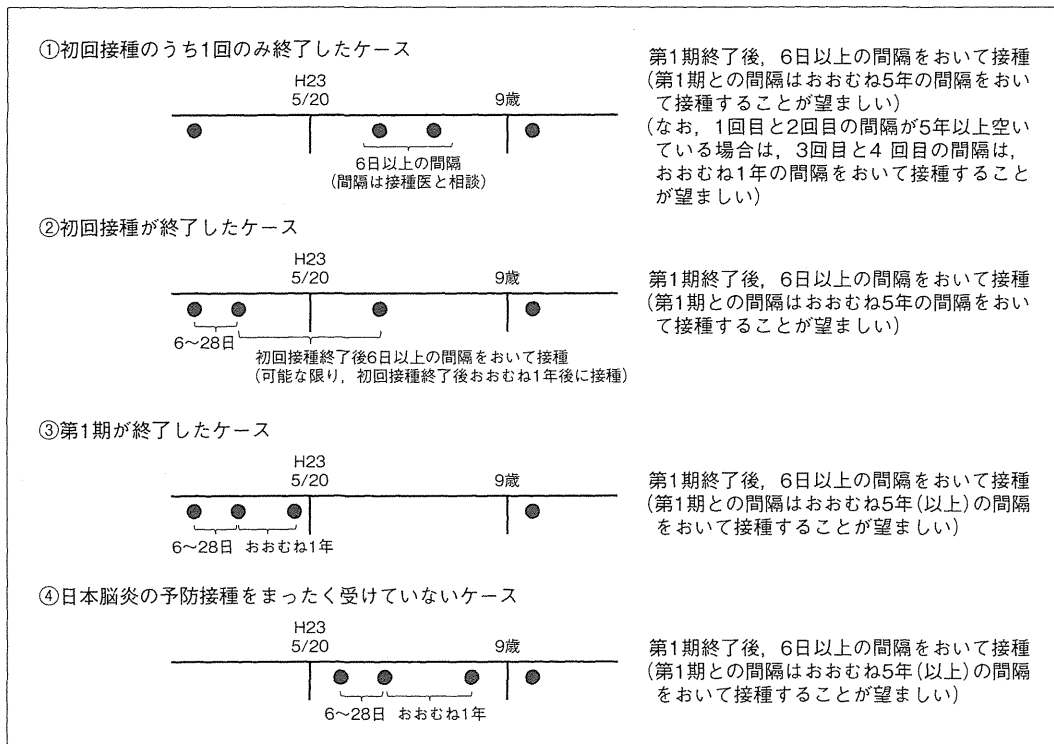 ①初回接種のうち1回のみ終了したケース
H23
5/20
9歳
6日以上の間隔
(間隔は接種医と相談)
第1期終了後，6日以上の間隔をおいて接種
(第1期との間隔はおおむね5年の間隔をおい
て接種することが望ましい)
(なお，1回目と2回目の間隔が5年以上空い
ている場合は，3回目と4 回目の間隔は，
おおむね1年の間隔をおいて接種すること
が望ましい)
②初回接種が終了したケース
H23
5/20
9歳
6〜28日
初回接種終了後6日以上の間隔をおいて接種
(可能な限り，初回接種終了後おおむね1年後に接種)
第1期終了後，6日以上の間隔をおいて接種
(第1期との間隔はおおむね5年の間隔をおい
て接種することが望ましい)
③第1期が終了したケース
H23
5/20
9歳
6〜28日 おおむね1年
第1期終了後，6日以上の間隔をおいて接種
(第1期との間隔はおおむね5年(以上)の間隔
をおいて接種することが望ましい)
④日本脳炎の予防接種をまったく受けていないケース
H23
5/20
9歳
6〜28日 おおむね1年
第1期終了後，6日以上の間隔をおいて接種
(第1期との間隔はおおむね5年(以上)の間隔
をおいて接種することが望ましい)